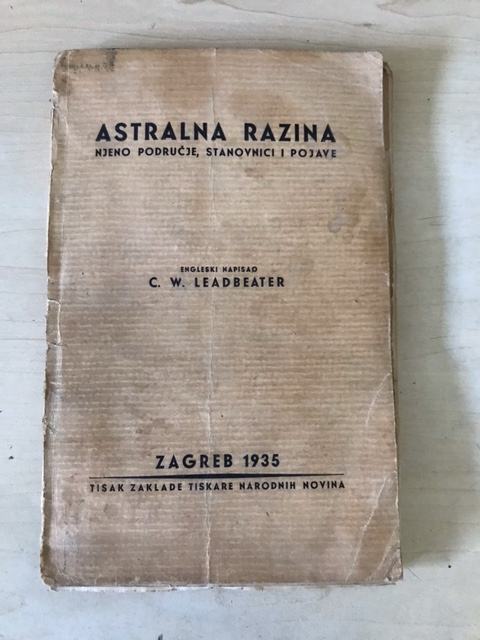 ASTRALNA RAZINA
NJENO PODRUČJE, STANOVNICI I POJAVE
ENGLESKI NAPISAO
C. W. LEADBEATER
ZAGREB 1935
TISAK ZAKLADE TISKARE NARODNIH NOVINA